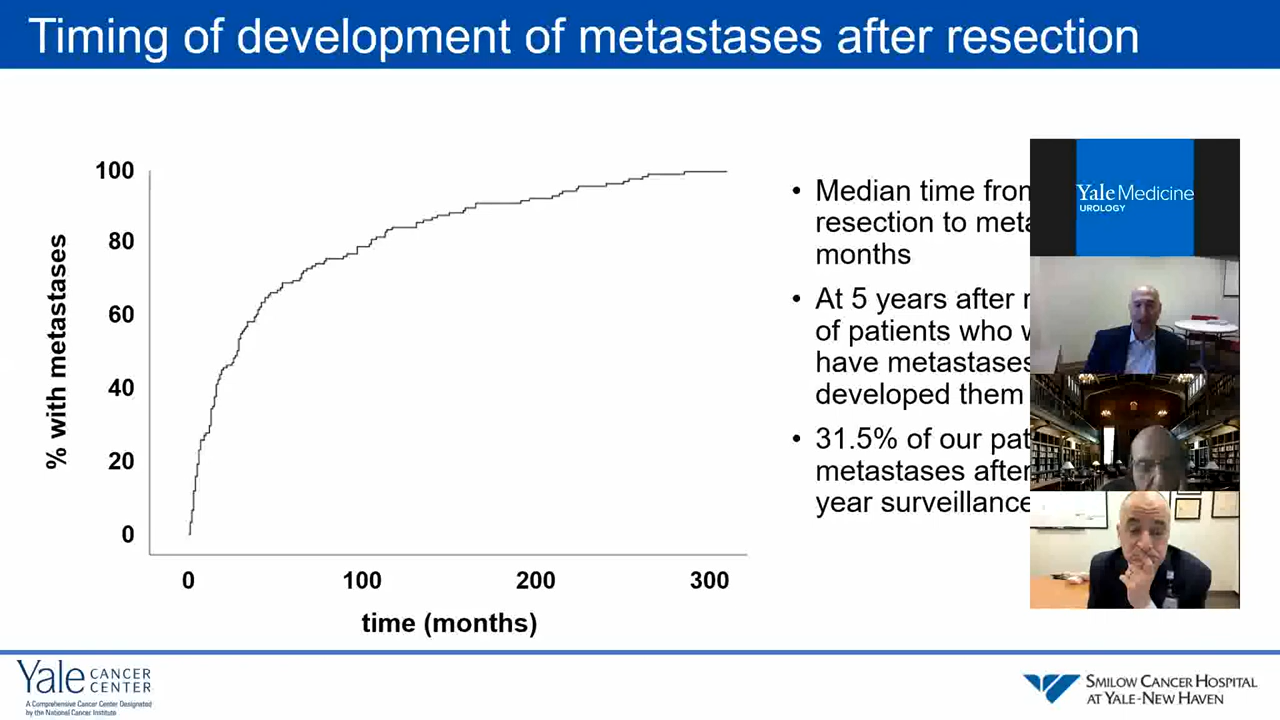 Timing of development of metastases after resection
100
80
60
40
20
0
% with metastases
0 100 200 300
time (months)
• Median time from
resection to meta
months
• At 5 years after r
of patients who w
have metastases
developed them
• 31.5% of our pat
metastases after
year surveillance
Yale Medicine
UROLOGY
Yale CANCER
CENTER
A Comprehensive Cancer Center Designated
by the National Cancer Institute
SMILOW CANCER HOSPITAL
AT YALE-NEW HAVEN